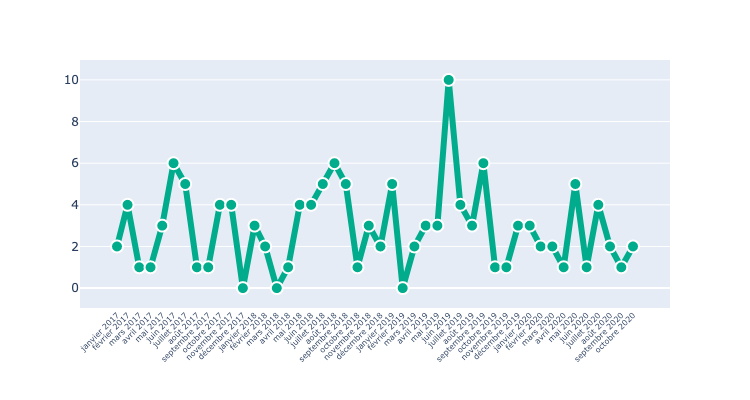 10
8
6
4
2
0
janvier 2017
février 2017
mars 2017
avril 2017
mai 2017
juin 2017
juillet 2017
août 2017
septembre 2017
octobre 2017
novembre 2017
décembre 2017
janvier 2018
février 2018
mars 2018
avril 2018
mai 2018
juin 2018
juillet 2018
août 2018
septembre 2018
octobre 2018
novembre 2018
décembre 2018
janvier 2019
février 2019
mars 2019
avril 2019
mai 2019
juin 2019
juillet 2019
août 2019
septembre 2019
octobre 2019
novembre 2019
décembre 2019
janvier 2020
février 2020
mars 2020
avril 2020
mai 2020
juin 2020
juillet 2020
août 2020
septembre 2020
octobre 2020